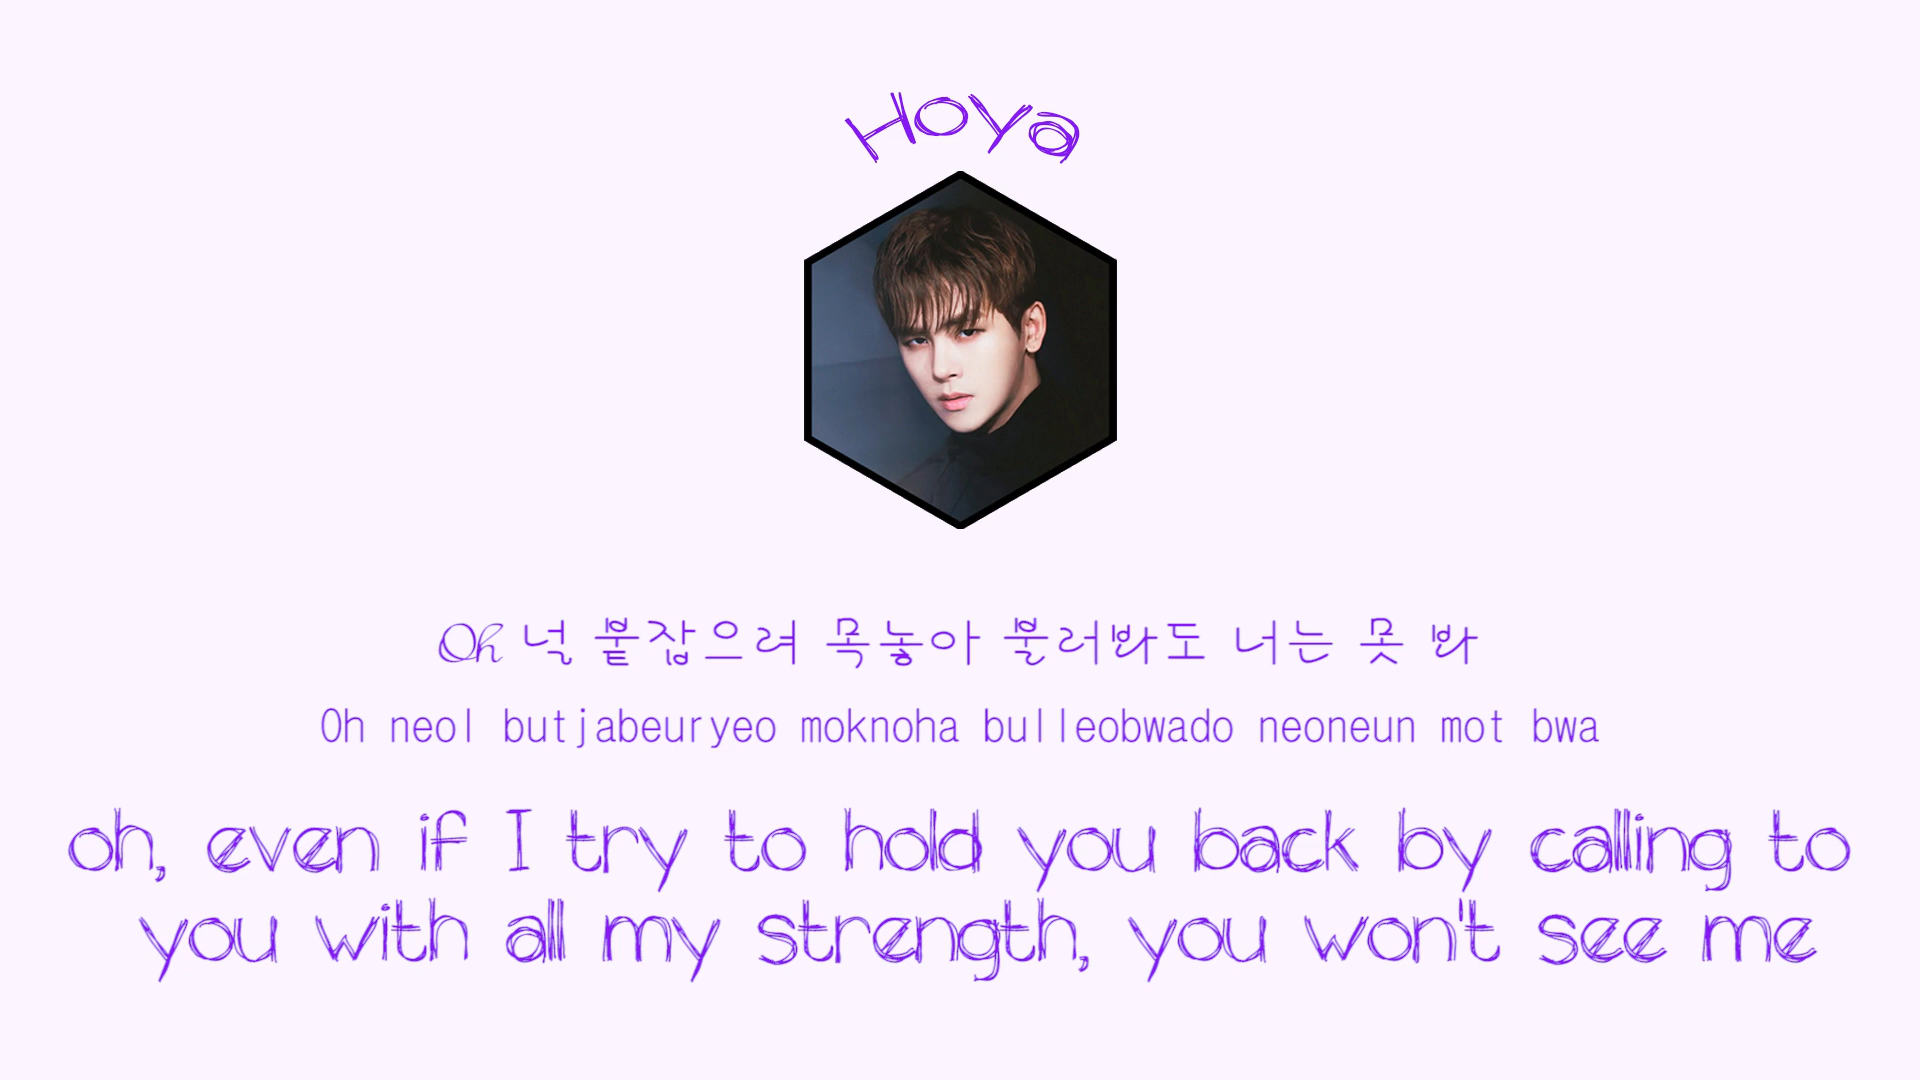 Hoya
Oh 널 붙잡으려 목놓아 불러봐도 너는 못 봐
Oh neol butjabeuryeo moknoha bulleobwado neoneun mot bwa
oh, even if I try to hold you back by calling to
you with all my strength, you won't see me